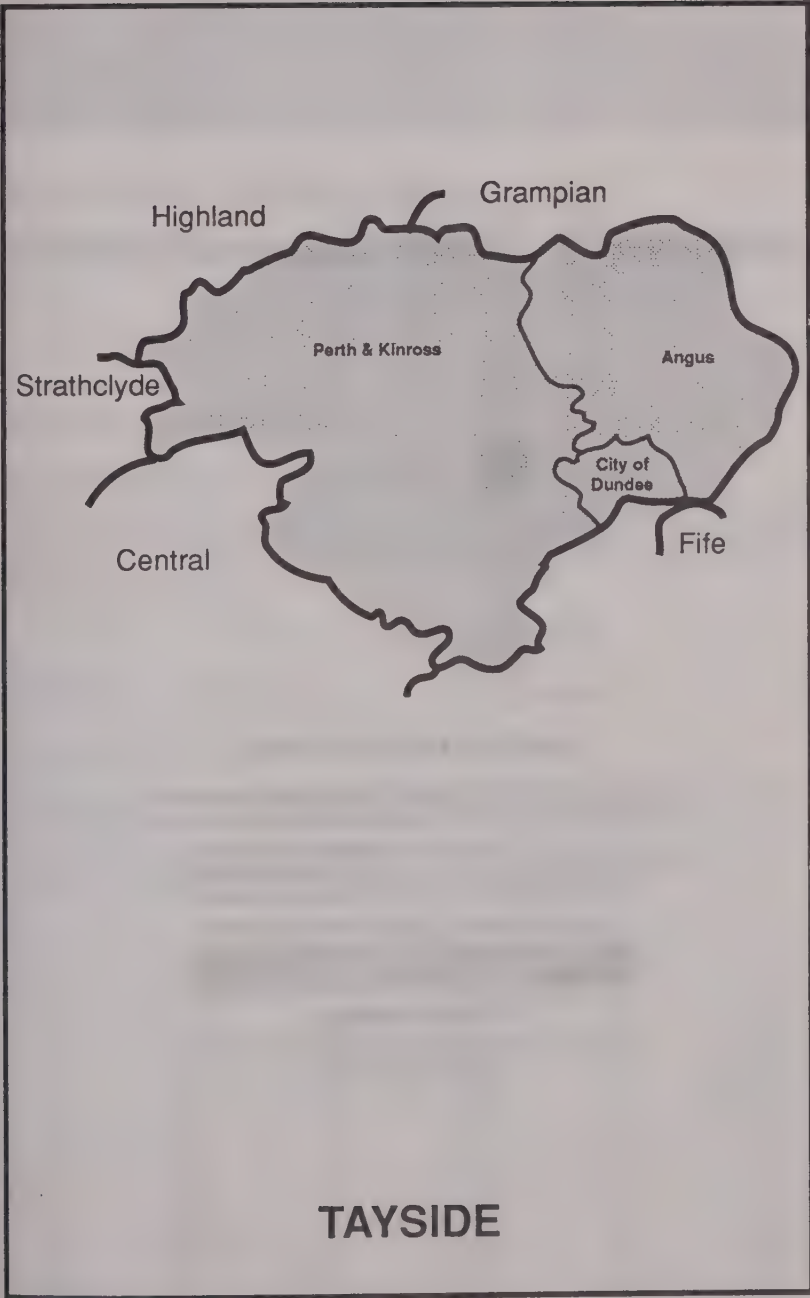 Highland
Grampian
Perth & Kinross
Angus
Strathclyde
City of
Dundee
Fife
Central
TAYSIDE